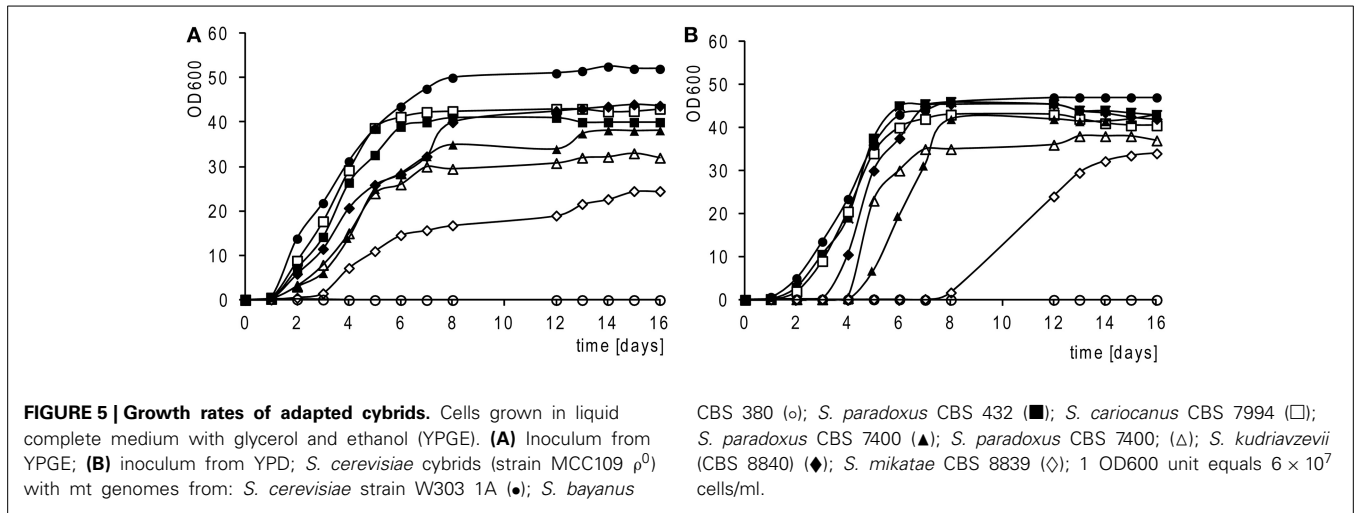 A
60
50
40
30
20
10
0
OD600
0 2 4 6 8 10 12 14 16
time [days]
B
60
50
40
30
20
10
0
OD600
0 2 4 6 8 10 12 14 16
time [days]
FIGURE 5 | Growth rates of adapted cybrids. Cells grown in liquid
complete medium with glycerol and ethanol (YPGE). (A) Inoculum from
YPGE; (B) inoculum from YPD; S. cerevisiae cybrids (strain MCC109 ρ⁰)
with mt genomes from: S. cerevisiae strain W303 1A (●); S. bayanus
CBS 380 (○); S. paradoxus CBS 432 (■); S. cariocanus CBS 7994 (□);
S. paradoxus CBS 7400 (▲); S. paradoxus CBS 7400; (△); S. kudriavzevii
(CBS 8840) (◆); S. mikatae CBS 8839 (◇); 1 OD600 unit equals 6 × 10⁷
cells/ml.